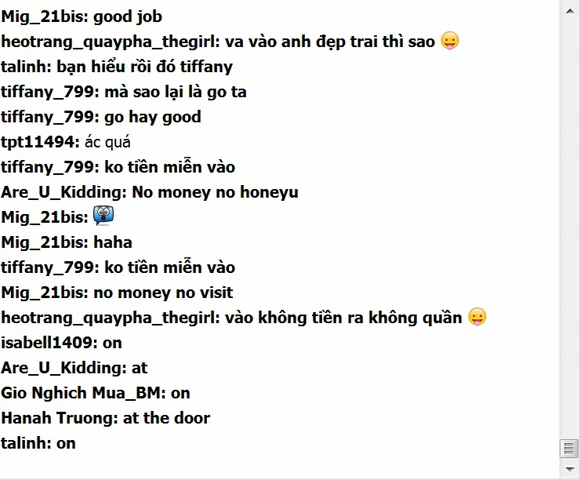 Mig_21bis: good job
heotrang_quaypha_thegirl: va vào anh đẹp trai thì sao
talinh: bạn hiểu rồi đó tiffany
tiffany_799: mà sao lại là go ta
tiffany_799: go hay good
tpt11494: ác quá
tiffany_799: ko tiền miễn vào
Are_U_Kidding: No money no honeyu
Mig_21bis:
Mig_21bis: haha
tiffany_799: ko tiền miễn vào
Mig_21bis: no money no visit
heotrang_quaypha_thegirl: vào không tiền ra không quần
isabell1409: on
Are_U_Kidding: at
Gio Nghich Mua_BM: on
Hanah Truong: at the door
talinh: on